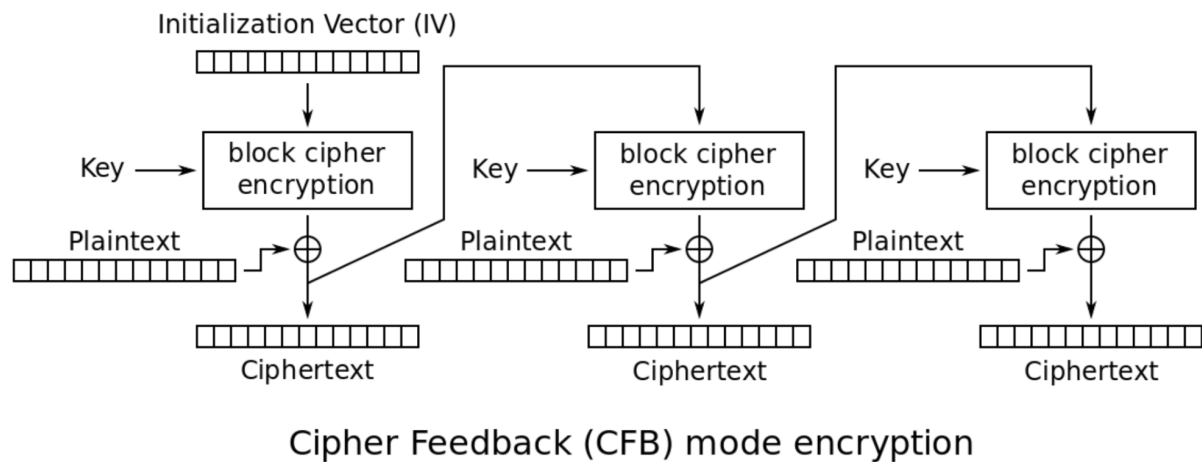 Initialization Vector (IV)
Key
block cipher
encryption
Key
block cipher
encryption
Key
block cipher
encryption
Plaintext
Plaintext
Plaintext
Ciphertext
Ciphertext
Ciphertext
Cipher Feedback (CFB) mode encryption